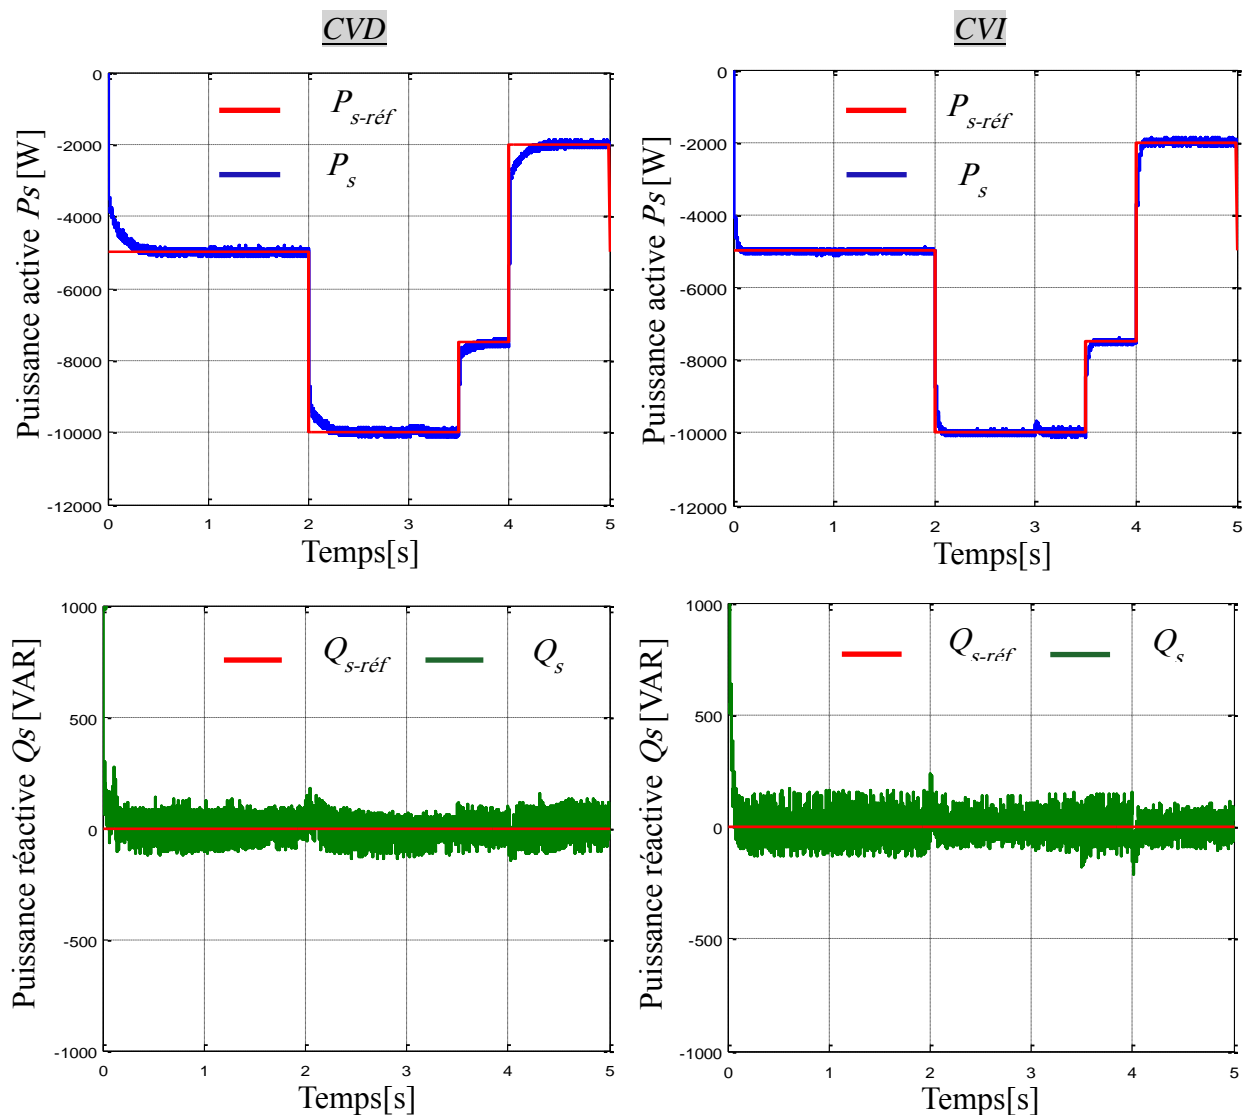 CVD
CVI
Puissance active Ps [W]
0
-2000
-4000
-6000
-8000
-10000
-12000
P s-réf
P s
0 1 2 3 4 5
Temps[s]
Puissance active Ps [W]
0
-2000
-4000
-6000
-8000
-10000
-12000
P s-réf
P s
0 1 2 3 4 5
Temps[s]
Puissance réactive Qs [VAR]
1000
500
0
-500
-1000
Q s-réf Q s
0 1 2 3 4 5
Temps[s]
Puissance réactive Qs [VAR]
1000
500
0
-500
-1000
Q s-réf Q s
0 1 2 3 4 5
Temps[s]